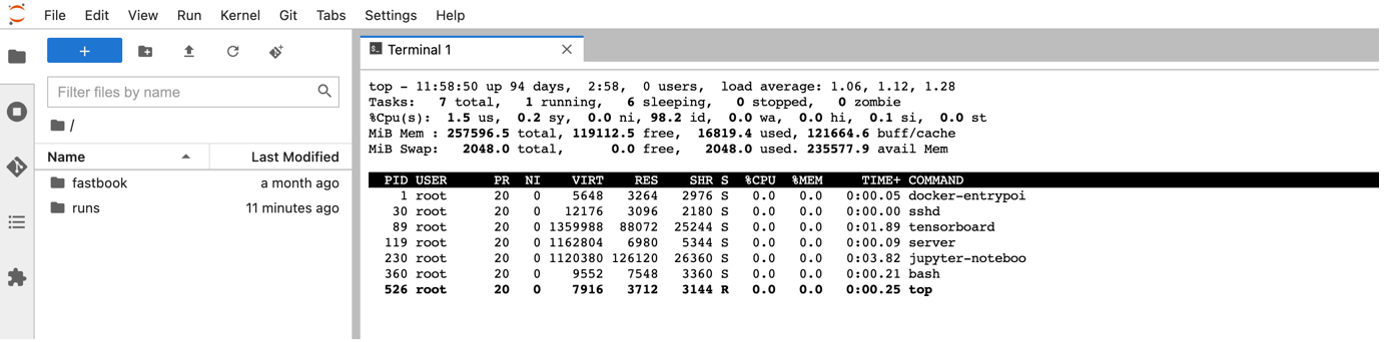 File Edit View Run Kernel Git Tabs Settings Help
+
Filter files by name
/
Name Last Modified
fastbook a month ago
runs 11 minutes ago
Terminal 1
top - 11:58:50 up 94 days, 2:58, 0 users, load average: 1.06, 1.12, 1.28
Tasks: 7 total, 1 running, 6 sleeping, 0 stopped, 0 zombie
%Cpu(s): 1.5 us, 0.2 sy, 0.0 ni, 98.2 id, 0.0 wa, 0.0 hi, 0.1 si, 0.0 st
MiB Mem : 257596.5 total, 119112.5 free, 16819.4 used, 121664.6 buff/cache
MiB Swap: 2048.0 total, 0.0 free, 2048.0 used. 235577.9 avail Mem
PID USER PR NI VIRT RES SHR S %CPU %MEM TIME+ COMMAND
1 root 20 0 5648 3264 2976 S 0.0 0.0 0:00.05 docker-entrypoi
30 root 20 0 12176 3096 2180 S 0.0 0.0 0:00.00 sshd
89 root 20 0 1359988 88072 25244 S 0.0 0.0 0:01.89 tensorboard
119 root 20 0 1162804 6980 5344 S 0.0 0.0 0:00.09 server
230 root 20 0 1120380 126120 26360 S 0.0 0.0 0:03.82 jupyter-noteboo
360 root 20 0 9552 7548 3360 S 0.0 0.0 0:00.21 bash
526 root 20 0 7916 3712 3144 R 0.0 0.0 0:00.25 top